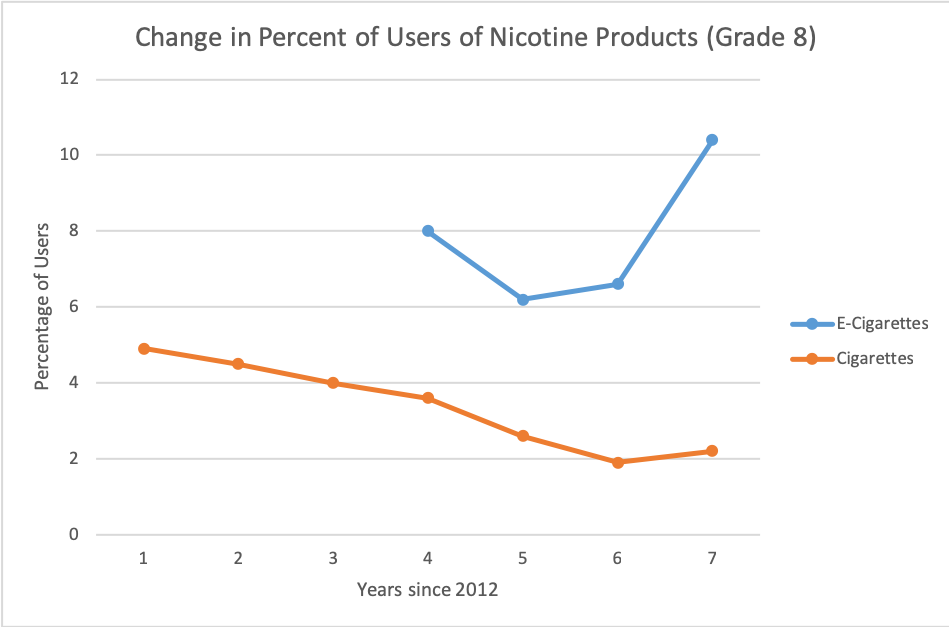 Change in Percent of Users of Nicotine Products (Grade 8)
12
10
8
6
4
2
0
Percentage of Users
1 2 3 4 5 6 7
Years since 2012
E-Cigarettes
Cigarettes